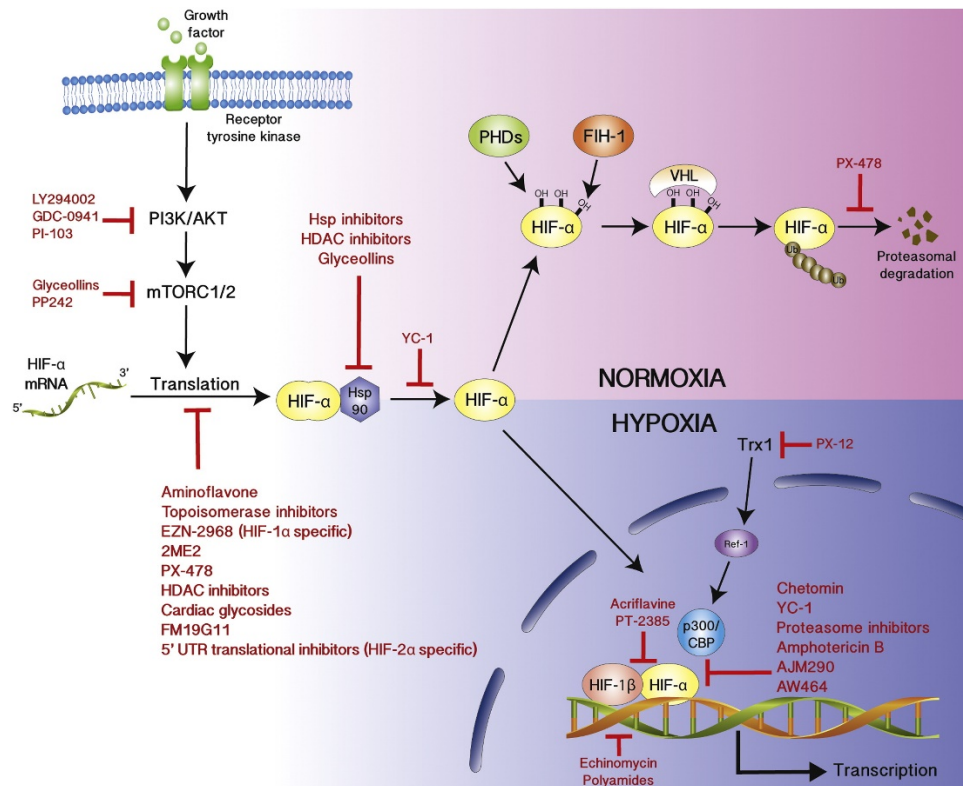 Growth
factor
Receptor
tyrosine kinase
LY294002
GDC-0941
PI-103
PI3K/AKT
Glyceollins
PP242
mTORC1/2
HIF-α
mRNA
5'
3'
Translation
Aminoflavone
Topoisomerase inhibitors
EZN-2968 (HIF-1α specific)
2ME2
PX-478
HDAC inhibitors
Cardiac glycosides
FM19G11
5' UTR translational inhibitors (HIF-2α specific)
Hsp inhibitors
HDAC inhibitors
Glyceollins
HIF-α
Hsp
90
YC-1
HIF-α
PHDs
FIH-1
OH
OH
OH
HIF-α
VHL
OH
OH
OH
HIF-α
HIF-α
Ub
Ub
PX-478
Proteasomal
degradation
NORMOXIA
HYPOXIA
Trx1
PX-12
Ref-1
p300/
CBP
Chetomin
YC-1
Proteasome inhibitors
Amphotericin B
AJM290
AW464
Acriflavine
PT-2385
HIF-1β
HIF-α
Echinomycin
Polyamides
Transcription